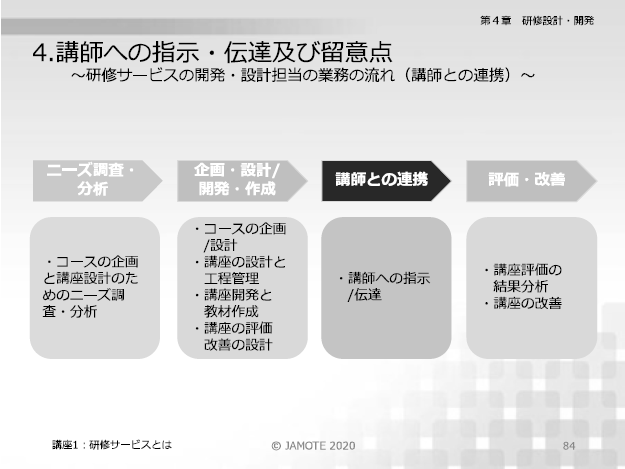 第４章　研修設計・開発
4.講師への指示・伝達及び留意点
～研修サービスの開発・設計担当の業務の流れ（講師との連携）～
ニーズ調査・
分析
企画・設計/
開発・作成
講師との連携
評価・改善
・コースの企画
と講座設計のた
めのニーズ調
査・分析
・コースの企画
/設計
・講座の設計と
工程管理
・講座開発と
教材作成
・講座の評価
改善の設計
・講師への指示
/伝達
・講座評価の
結果分析
・講座の改善
講座1：研修サービスとは
© JAMOTE 2020
84